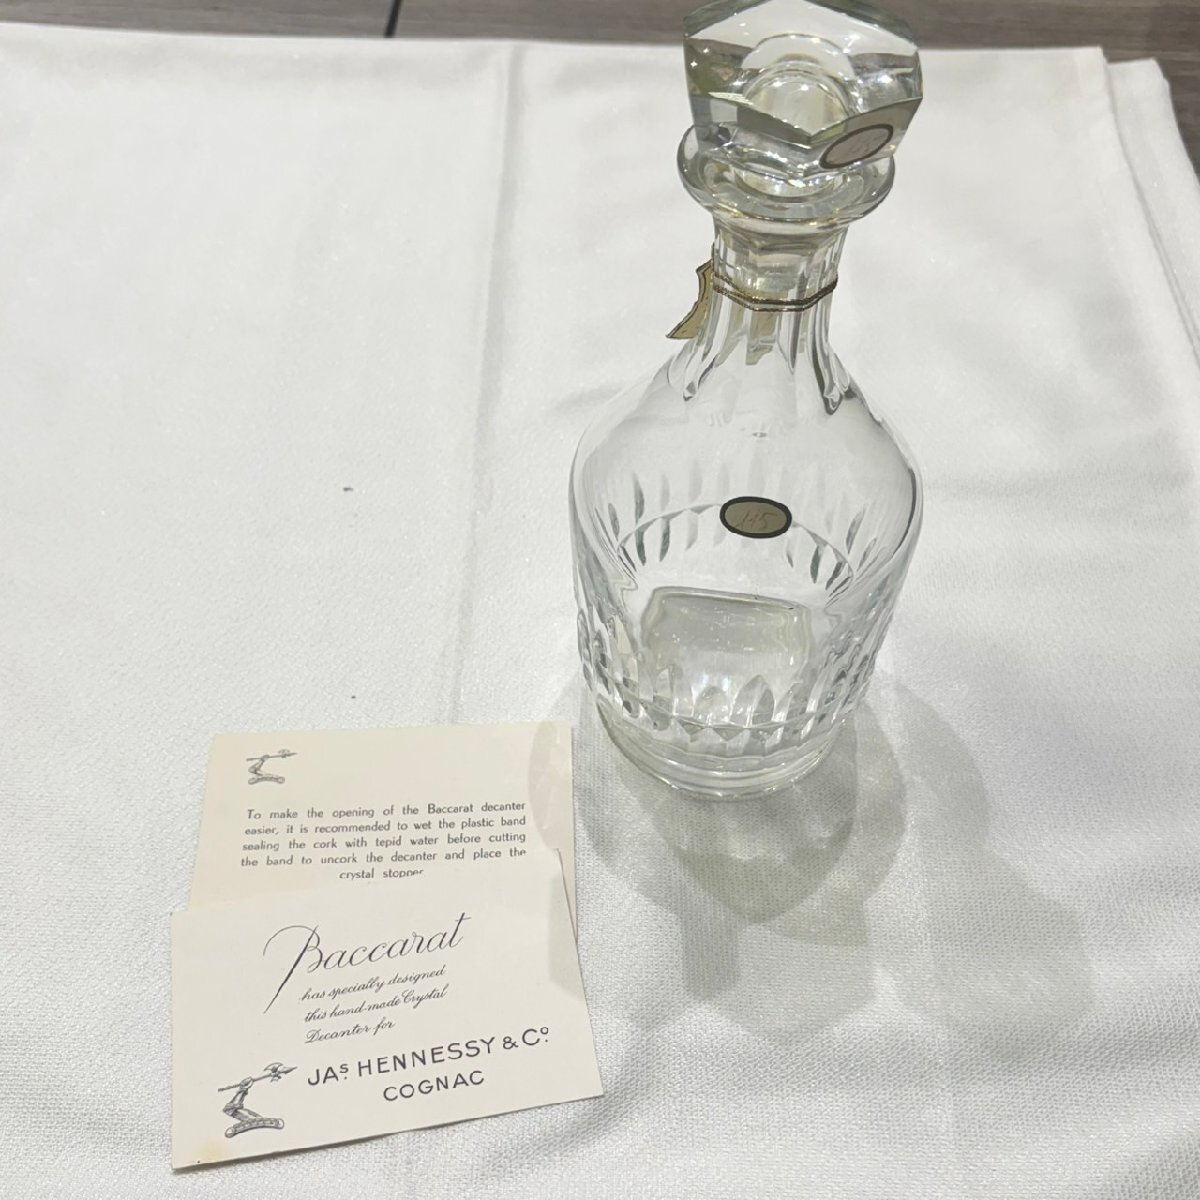 To make the opening of the Baccarat decanter
easier, it is recommended to wet the plastic band
sealing the cork with tepid water before cutting
the band to uncork the decanter and place the
crystal stopper
Baccarat
has specially designed
this hand-made Crystal
Decanter for
JAS. HENNESSY & Co.
COGNAC
115